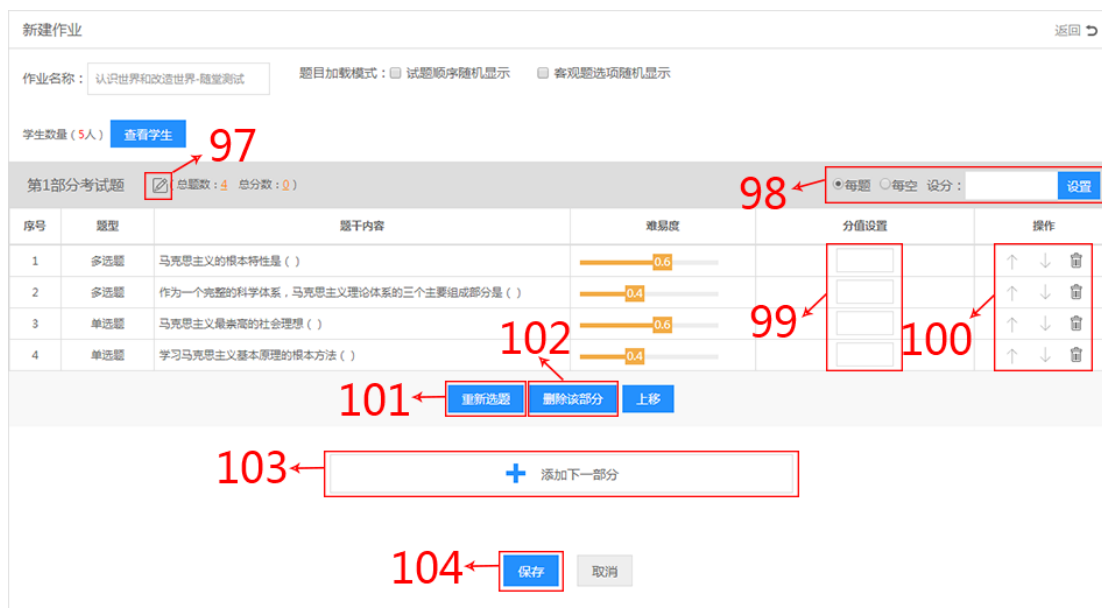 新建作业 返回
作业名称： 认识世界和改造世界-随堂测试 题目加载模式： 试题顺序随机显示 客观题选项随机显示
学生数量（5人） 查看学生
97
第1部分考试题 （总题数：4 总分数：0） 98 每题 每空 设分： 设置
序号 题型 题干内容 难易度 分值设置 操作
1 多选题 马克思主义的根本特性是 ( ) 0.6
2 多选题 作为一个完整的科学体系，马克思主义理论体系的三个主要组成部分是 ( ) 0.4
3 单选题 马克思主义最崇高的社会理想 ( ) 0.6
99 100
102
4 单选题 学习马克思主义基本原理的根本方法 ( ) 0.4
101 重新选题 删除该部分 上移
103 添加下一部分
104 保存 取消